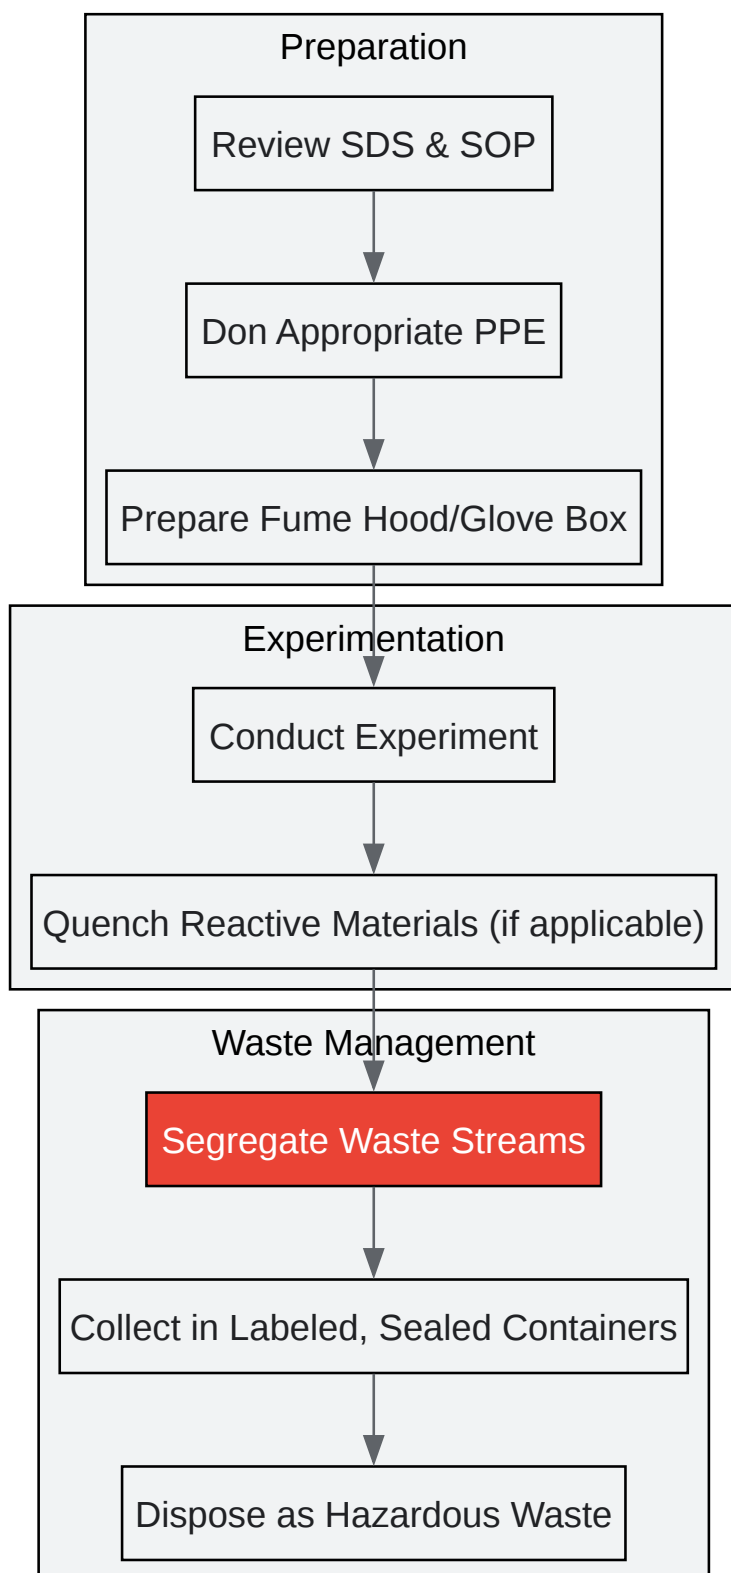 Preparation
Review SDS & SOP
Don Appropriate PPE
Prepare Fume Hood/Glove Box
Experimentation
Conduct Experiment
Quench Reactive Materials (if applicable)
Waste Management
Segregate Waste Streams
Collect in Labeled, Sealed Containers
Dispose as Hazardous Waste